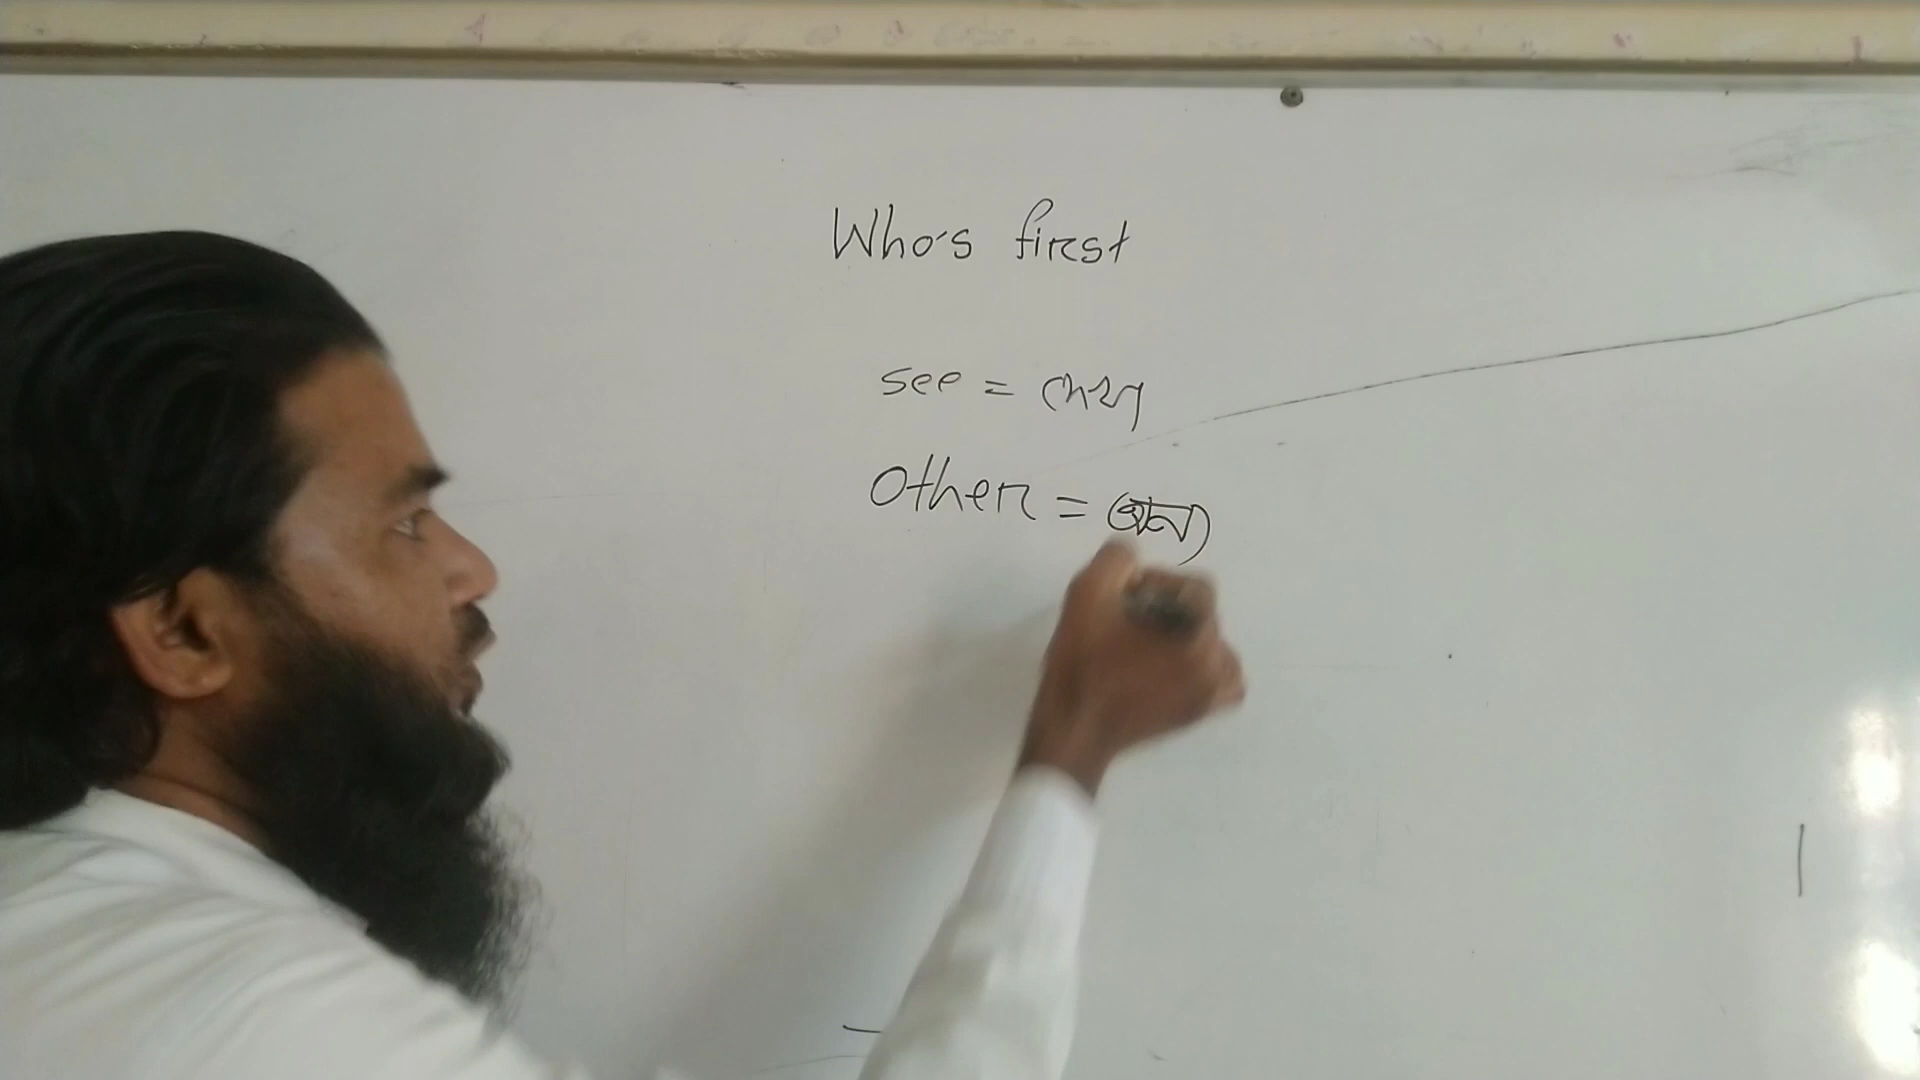 Who's first
see = দেখা
Other = অন্য